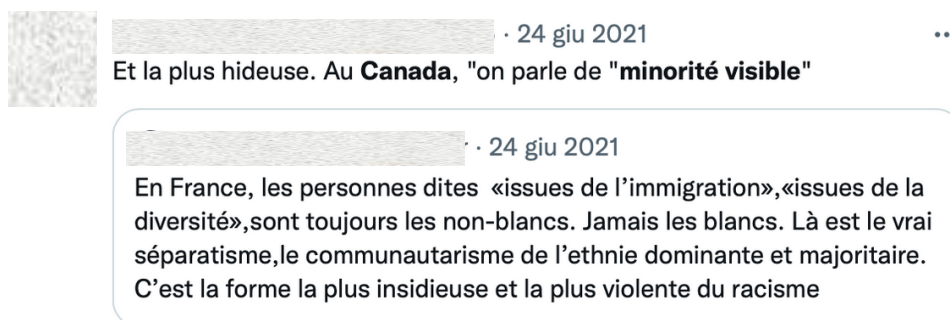 · 24 giu 2021
Et la plus hideuse. Au Canada, "on parle de "minorité visible"
· 24 giu 2021
En France, les personnes dites «issues de l’immigration»,«issues de la
diversité»,sont toujours les non-blancs. Jamais les blancs. Là est le vrai
séparatisme,le communautarisme de l’ethnie dominante et majoritaire.
C’est la forme la plus insidieuse et la plus violente du racisme